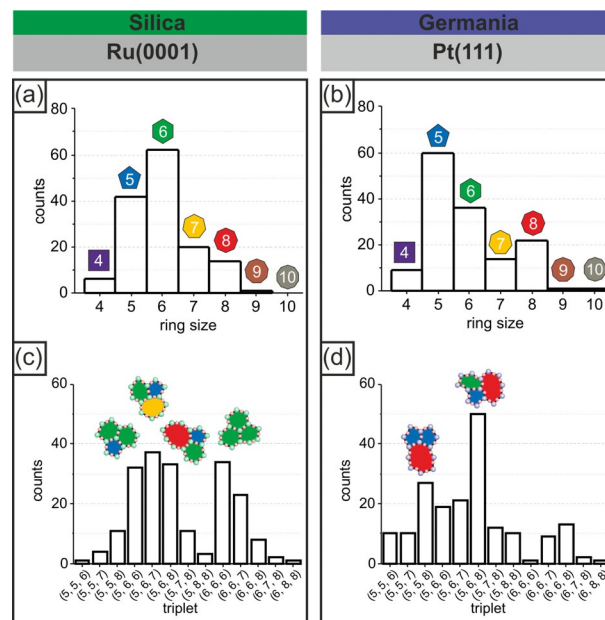 Silica
Ru(0001)
Germania
Pt(111)
(a)
80
60
40
20
0
counts
4
5
6
7
8
9
10
4 5 6 7 8 9 10
ring size
(b)
80
60
40
20
0
counts
4
5
6
7
8
9
10
4 5 6 7 8 9 10
ring size
(c)
60
40
20
0
counts
(5, 5, 6)
(5, 5, 7)
(5, 5, 8)
(5, 6, 6)
(5, 6, 7)
(5, 6, 8)
(5, 7, 8)
(5, 8, 8)
(6, 6, 6)
(6, 6, 7)
(6, 6, 8)
(6, 7, 8)
(6, 8, 8)
triplet
(d)
60
40
20
0
counts
(5, 5, 6)
(5, 5, 7)
(5, 5, 8)
(5, 6, 6)
(5, 6, 7)
(5, 6, 8)
(5, 7, 8)
(5, 8, 8)
(6, 6, 6)
(6, 6, 7)
(6, 6, 8)
(6, 7, 8)
(6, 8, 8)
triplet